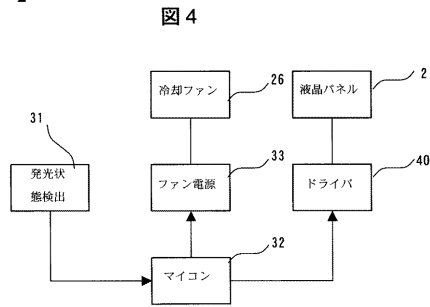 図4
冷却ファン
26
液晶パネル
2
31
発光状
態検出
33
ファン電源
40
ドライバ
32
マイコン